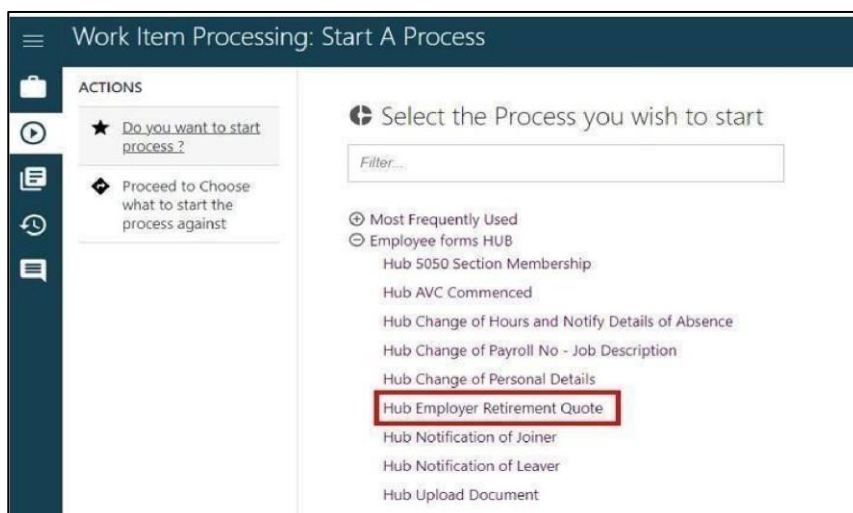 Work Item Processing: Start A Process
ACTIONS
Do you want to start
process ?
Proceed to Choose
what to start the
process against
Select the Process you wish to start
Filter...
Most Frequently Used
Employee forms HUB
Hub 5050 Section Membership
Hub AVC Commenced
Hub Change of Hours and Notify Details of Absence
Hub Change of Payroll No - Job Description
Hub Change of Personal Details
Hub Employer Retirement Quote
Hub Notification of Joiner
Hub Notification of Leaver
Hub Upload Document